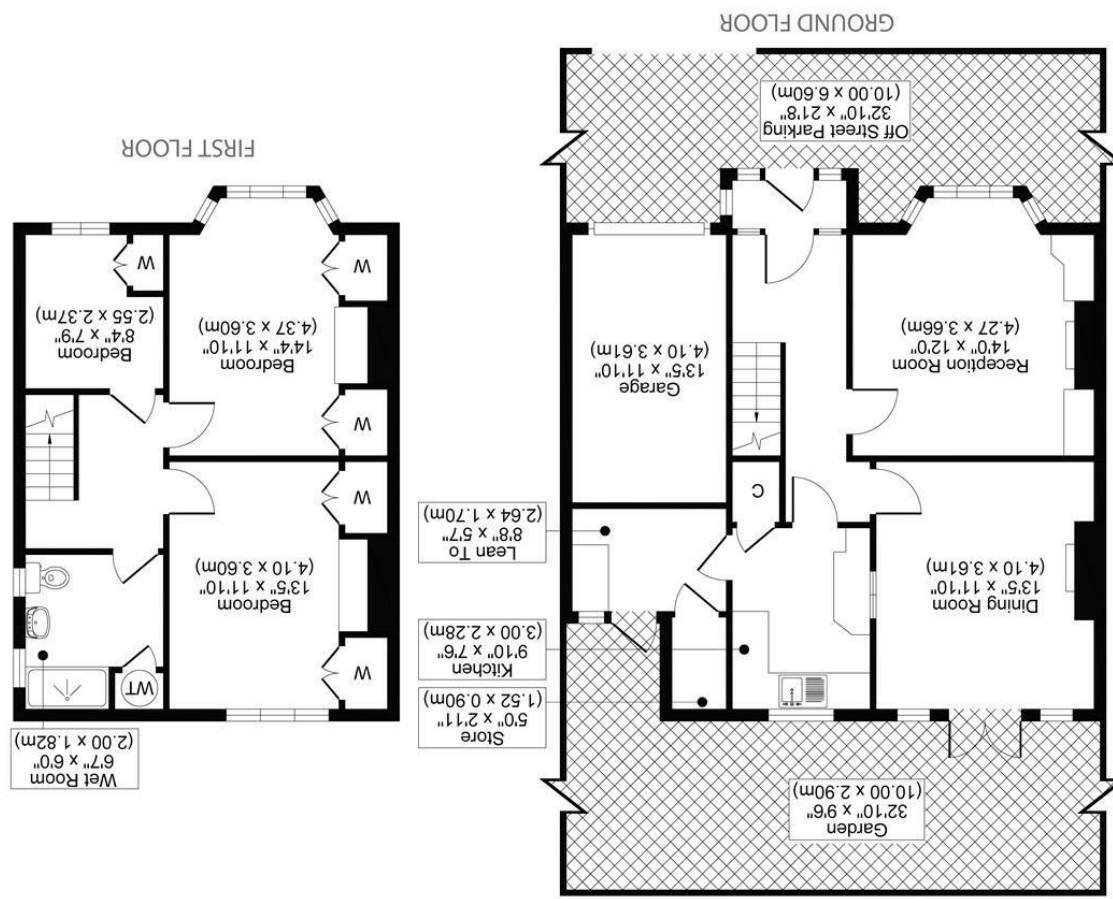 Garden
32'10" x 9'6"
(10.00 x 2.90m)
Dining Room
13'5" x 11'10"
(4.10 x 3.61m)
Store
5'0" x 2'11"
(1.52 x 0.90m)
Kitchen
9'10" x 7'6"
(3.00 x 2.28m)
Lean To
8'8" x 5'7"
(2.64 x 1.70m)
C
Reception Room
14'0" x 12'0"
(4.27 x 3.66m)
Garage
13'5" x 11'10"
(4.10 x 3.61m)
Off Street Parking
32'10" x 21'8"
(10.00 x 6.60m)
GROUND FLOOR
Wet Room
6'7" x 6'0"
(2.00 x 1.82m)
W
WT
Bedroom
13'5" x 11'10"
(4.10 x 3.60m)
W
W
Bedroom
14'4" x 11'10"
(4.37 x 3.60m)
Bedroom
8'4" x 7'9"
(2.55 x 2.37m)
W
W
FIRST FLOOR